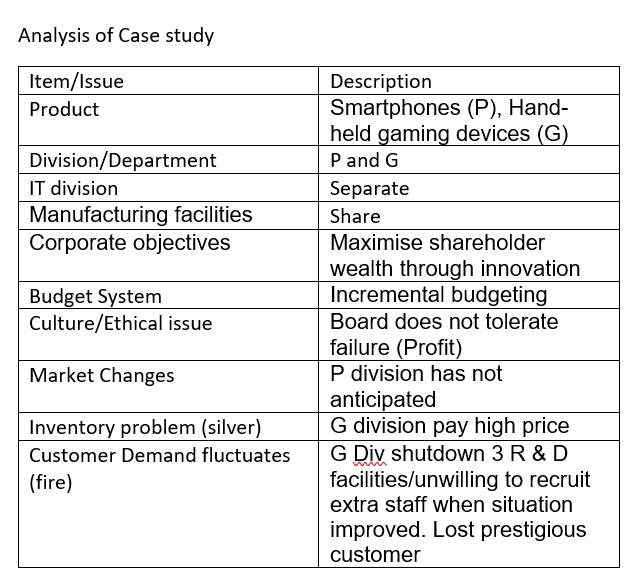 Analysis of Case study
Item/Issue Description
Product Smartphones (P), Hand-
held gaming devices (G)
Division/Department P and G
IT division Separate
Manufacturing facilities Share
Corporate objectives Maximise shareholder
wealth through innovation
Budget System Incremental budgeting
Culture/Ethical issue Board does not tolerate
failure (Profit)
Market Changes P division has not
anticipated
Inventory problem (silver) G division pay high price
Customer Demand fluctuates G Div shutdown 3 R & D
(fire) facilities/unwilling to recruit
extra staff when situation
improved. Lost prestigious
customer